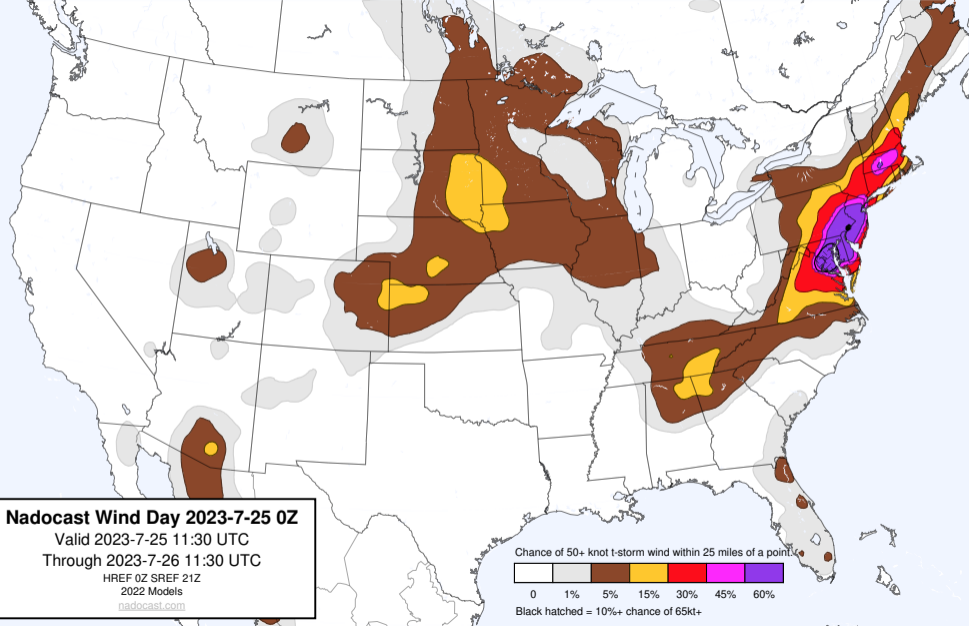 Nadocast Wind Day 2023-7-25 0Z
Valid 2023-7-25 11:30 UTC
Through 2023-7-26 11:30 UTC
HREF 0Z SREF 21Z
2022 Models
nadocast.com
Chance of 50+ knot t-storm wind within 25 miles of a point.
0 1% 5% 15% 30% 45% 60%
Black hatched = 10%+ chance of 65kt+